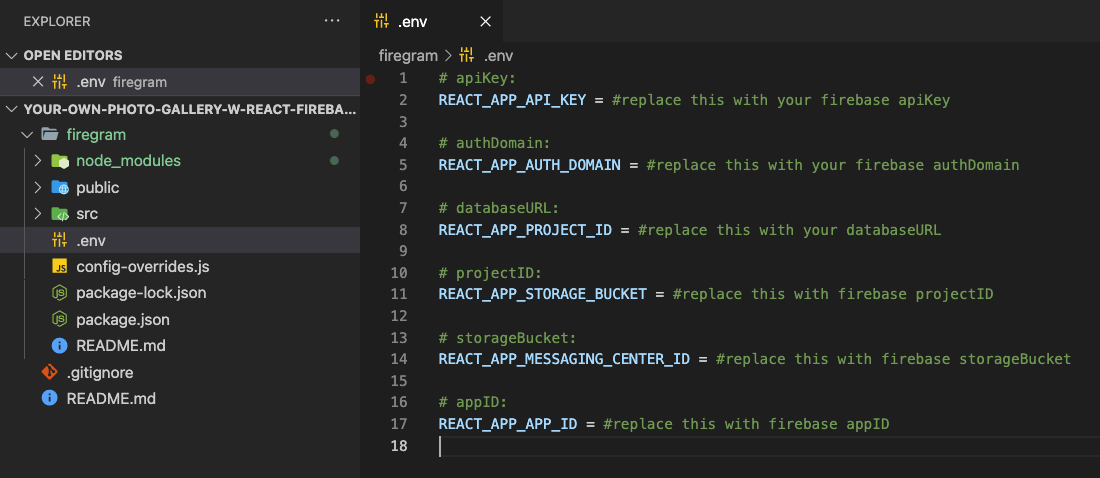 EXPLORER
···
OPEN EDITORS
.env firegram
YOUR-OWN-PHOTO-GALLERY-W-REACT-FIREBA...
firegram
node_modules
public
src
.env
config-overrides.js
package-lock.json
package.json
README.md
.gitignore
README.md
.env
firegram > .env
1 # apiKey:
2 REACT_APP_API_KEY = #replace this with your firebase apiKey
3
4 # authDomain:
5 REACT_APP_AUTH_DOMAIN = #replace this with your firebase authDomain
6
7 # databaseURL:
8 REACT_APP_PROJECT_ID = #replace this with your databaseURL
9
10 # projectID:
11 REACT_APP_STORAGE_BUCKET = #replace this with firebase projectID
12
13 # storageBucket:
14 REACT_APP_MESSAGING_CENTER_ID = #replace this with firebase storageBucket
15
16 # appID:
17 REACT_APP_APP_ID = #replace this with firebase appID
18